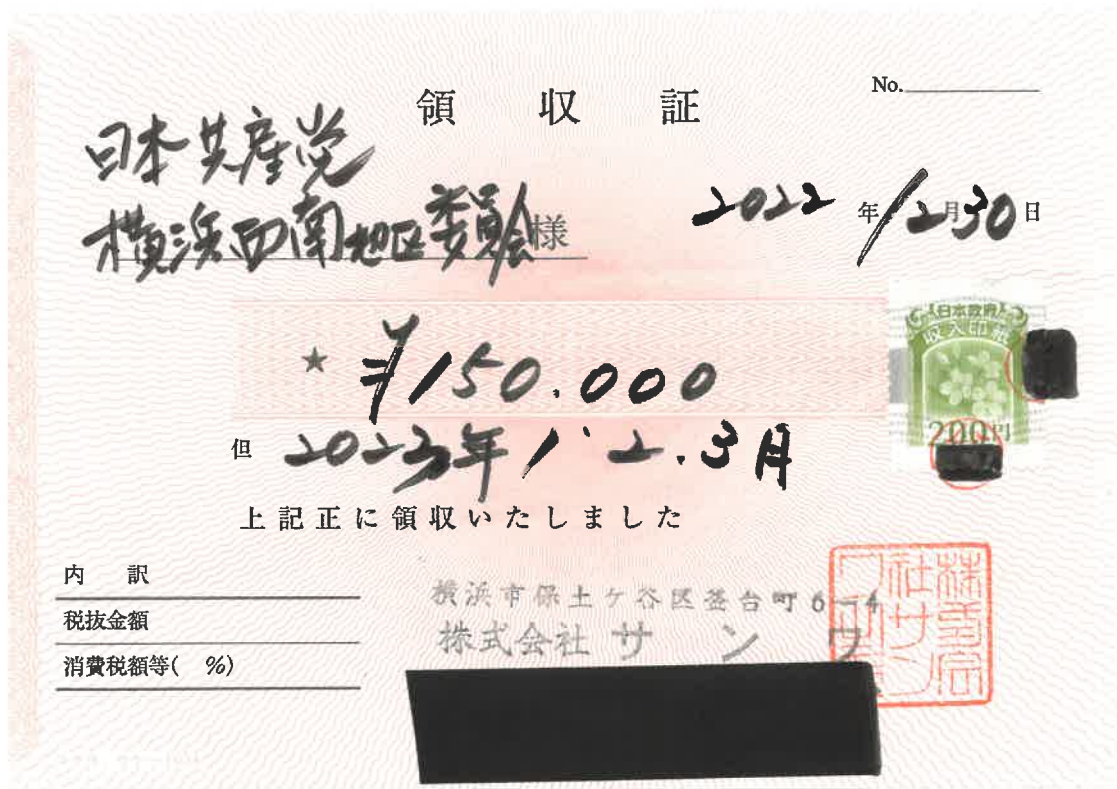 領収証
No.
日本共産党
横浜西南地区委員会様
2022年12月30日
日本政府
収入印紙
200円
★ ¥150.000
但 2023年1.2.3月
上記正に領収いたしました
内訳
税抜金額
消費税額等( %)
横浜市保土ケ谷区釜台町6-4
株式会社サンワ